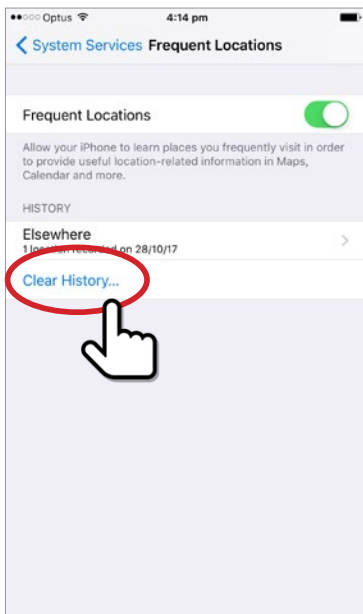 Optus 4:14 pm
System Services Frequent Locations
Frequent Locations
Allow your iPhone to learn places you frequently visit in order
to provide useful location-related information in Maps,
Calendar and more.
HISTORY
Elsewhere
1 location recorded on 28/10/17
Clear History...